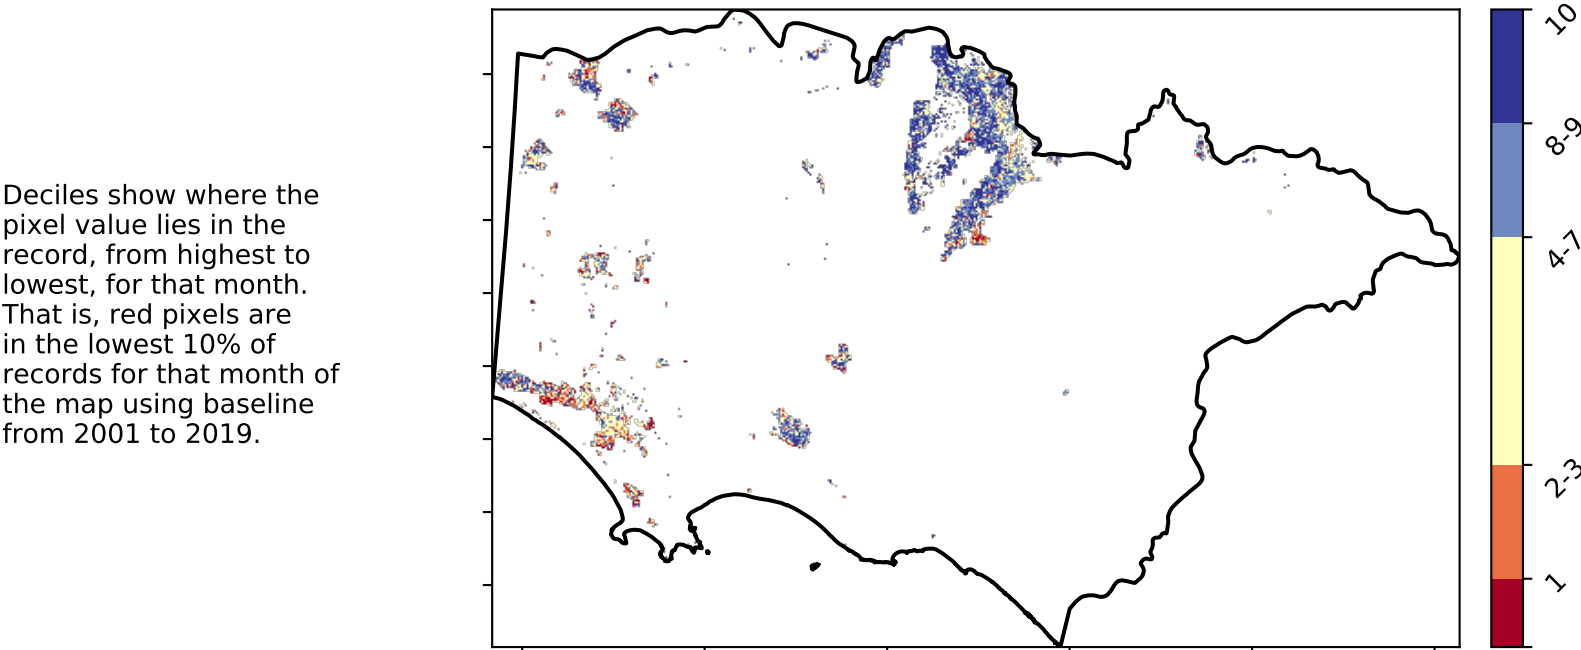 Deciles show where the
pixel value lies in the
record, from highest to
lowest, for that month.
That is, red pixels are
in the lowest 10% of
records for that month of
the map using baseline
from 2001 to 2019.
10
8-9
4-7
2-3
1